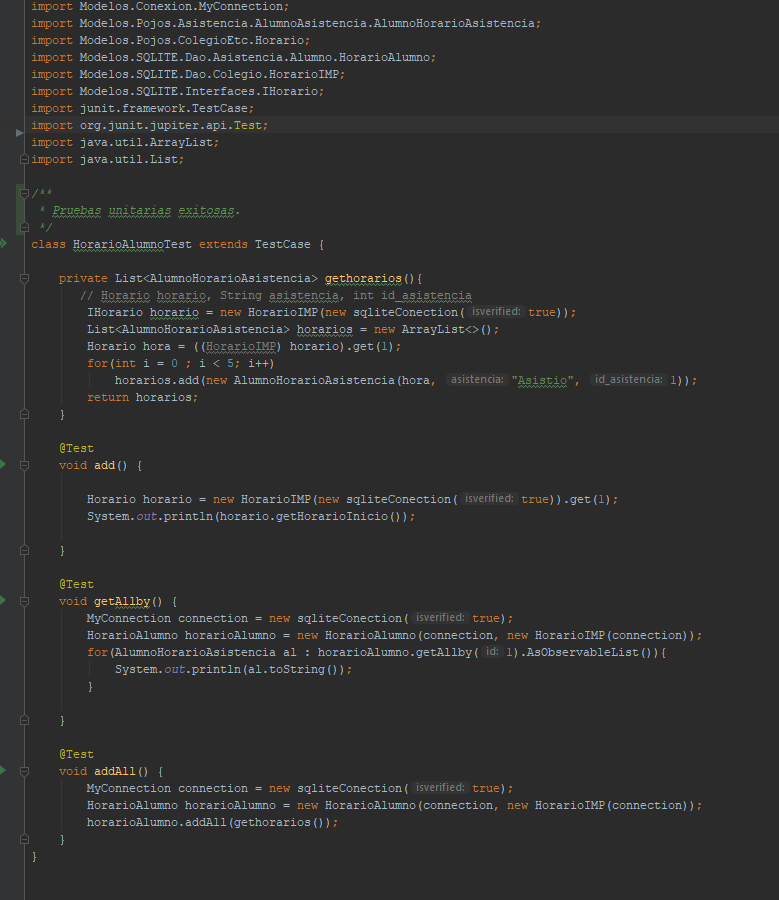 import Modelos.Conexion.MyConnection;
import Modelos.Pojos.Asistencia.AlumnoAsistencia.AlumnoHorarioAsistencia;
import Modelos.Pojos.ColegioEtc.Horario;
import Modelos.SQLITE.Dao.Asistencia.Alumno.HorarioAlumno;
import Modelos.SQLITE.Dao.Colegio.HorarioIMP;
import Modelos.SQLITE.Interfaces.IHorario;
import junit.framework.TestCase;
import org.junit.jupiter.api.Test;
import java.util.ArrayList;
import java.util.List;
/**
* Pruebas unitarias exitosas.
*/
class HorarioAlumnoTest extends TestCase {
private List<AlumnoHorarioAsistencia> gethorarios(){
// Horario horario, String asistencia, int id_asistencia
IHorario horario = new HorarioIMP(new sqliteConection( isverified: true));
List<AlumnoHorarioAsistencia> horarios = new ArrayList<>();
Horario hora = ((HorarioIMP) horario).get(1);
for(int i = 0 ; i < 5; i++)
horarios.add(new AlumnoHorarioAsistencia(hora, asistencia: "Asistio", id_asistencia: 1));
return horarios;
}
@Test
void add() {
Horario horario = new HorarioIMP(new sqliteConection( isverified: true)).get(1);
System.out.println(horario.getHorarioInicio());
}
@Test
void getAllby() {
MyConnection connection = new sqliteConection( isverified: true);
HorarioAlumno horarioAlumno = new HorarioAlumno(connection, new HorarioIMP(connection));
for(AlumnoHorarioAsistencia al : horarioAlumno.getAllby( id: 1).AsObservableList()){
System.out.println(al.toString());
}
}
@Test
void addAll() {
MyConnection connection = new sqliteConection( isverified: true);
HorarioAlumno horarioAlumno = new HorarioAlumno(connection, new HorarioIMP(connection));
horarioAlumno.addAll(gethorarios());
}
}